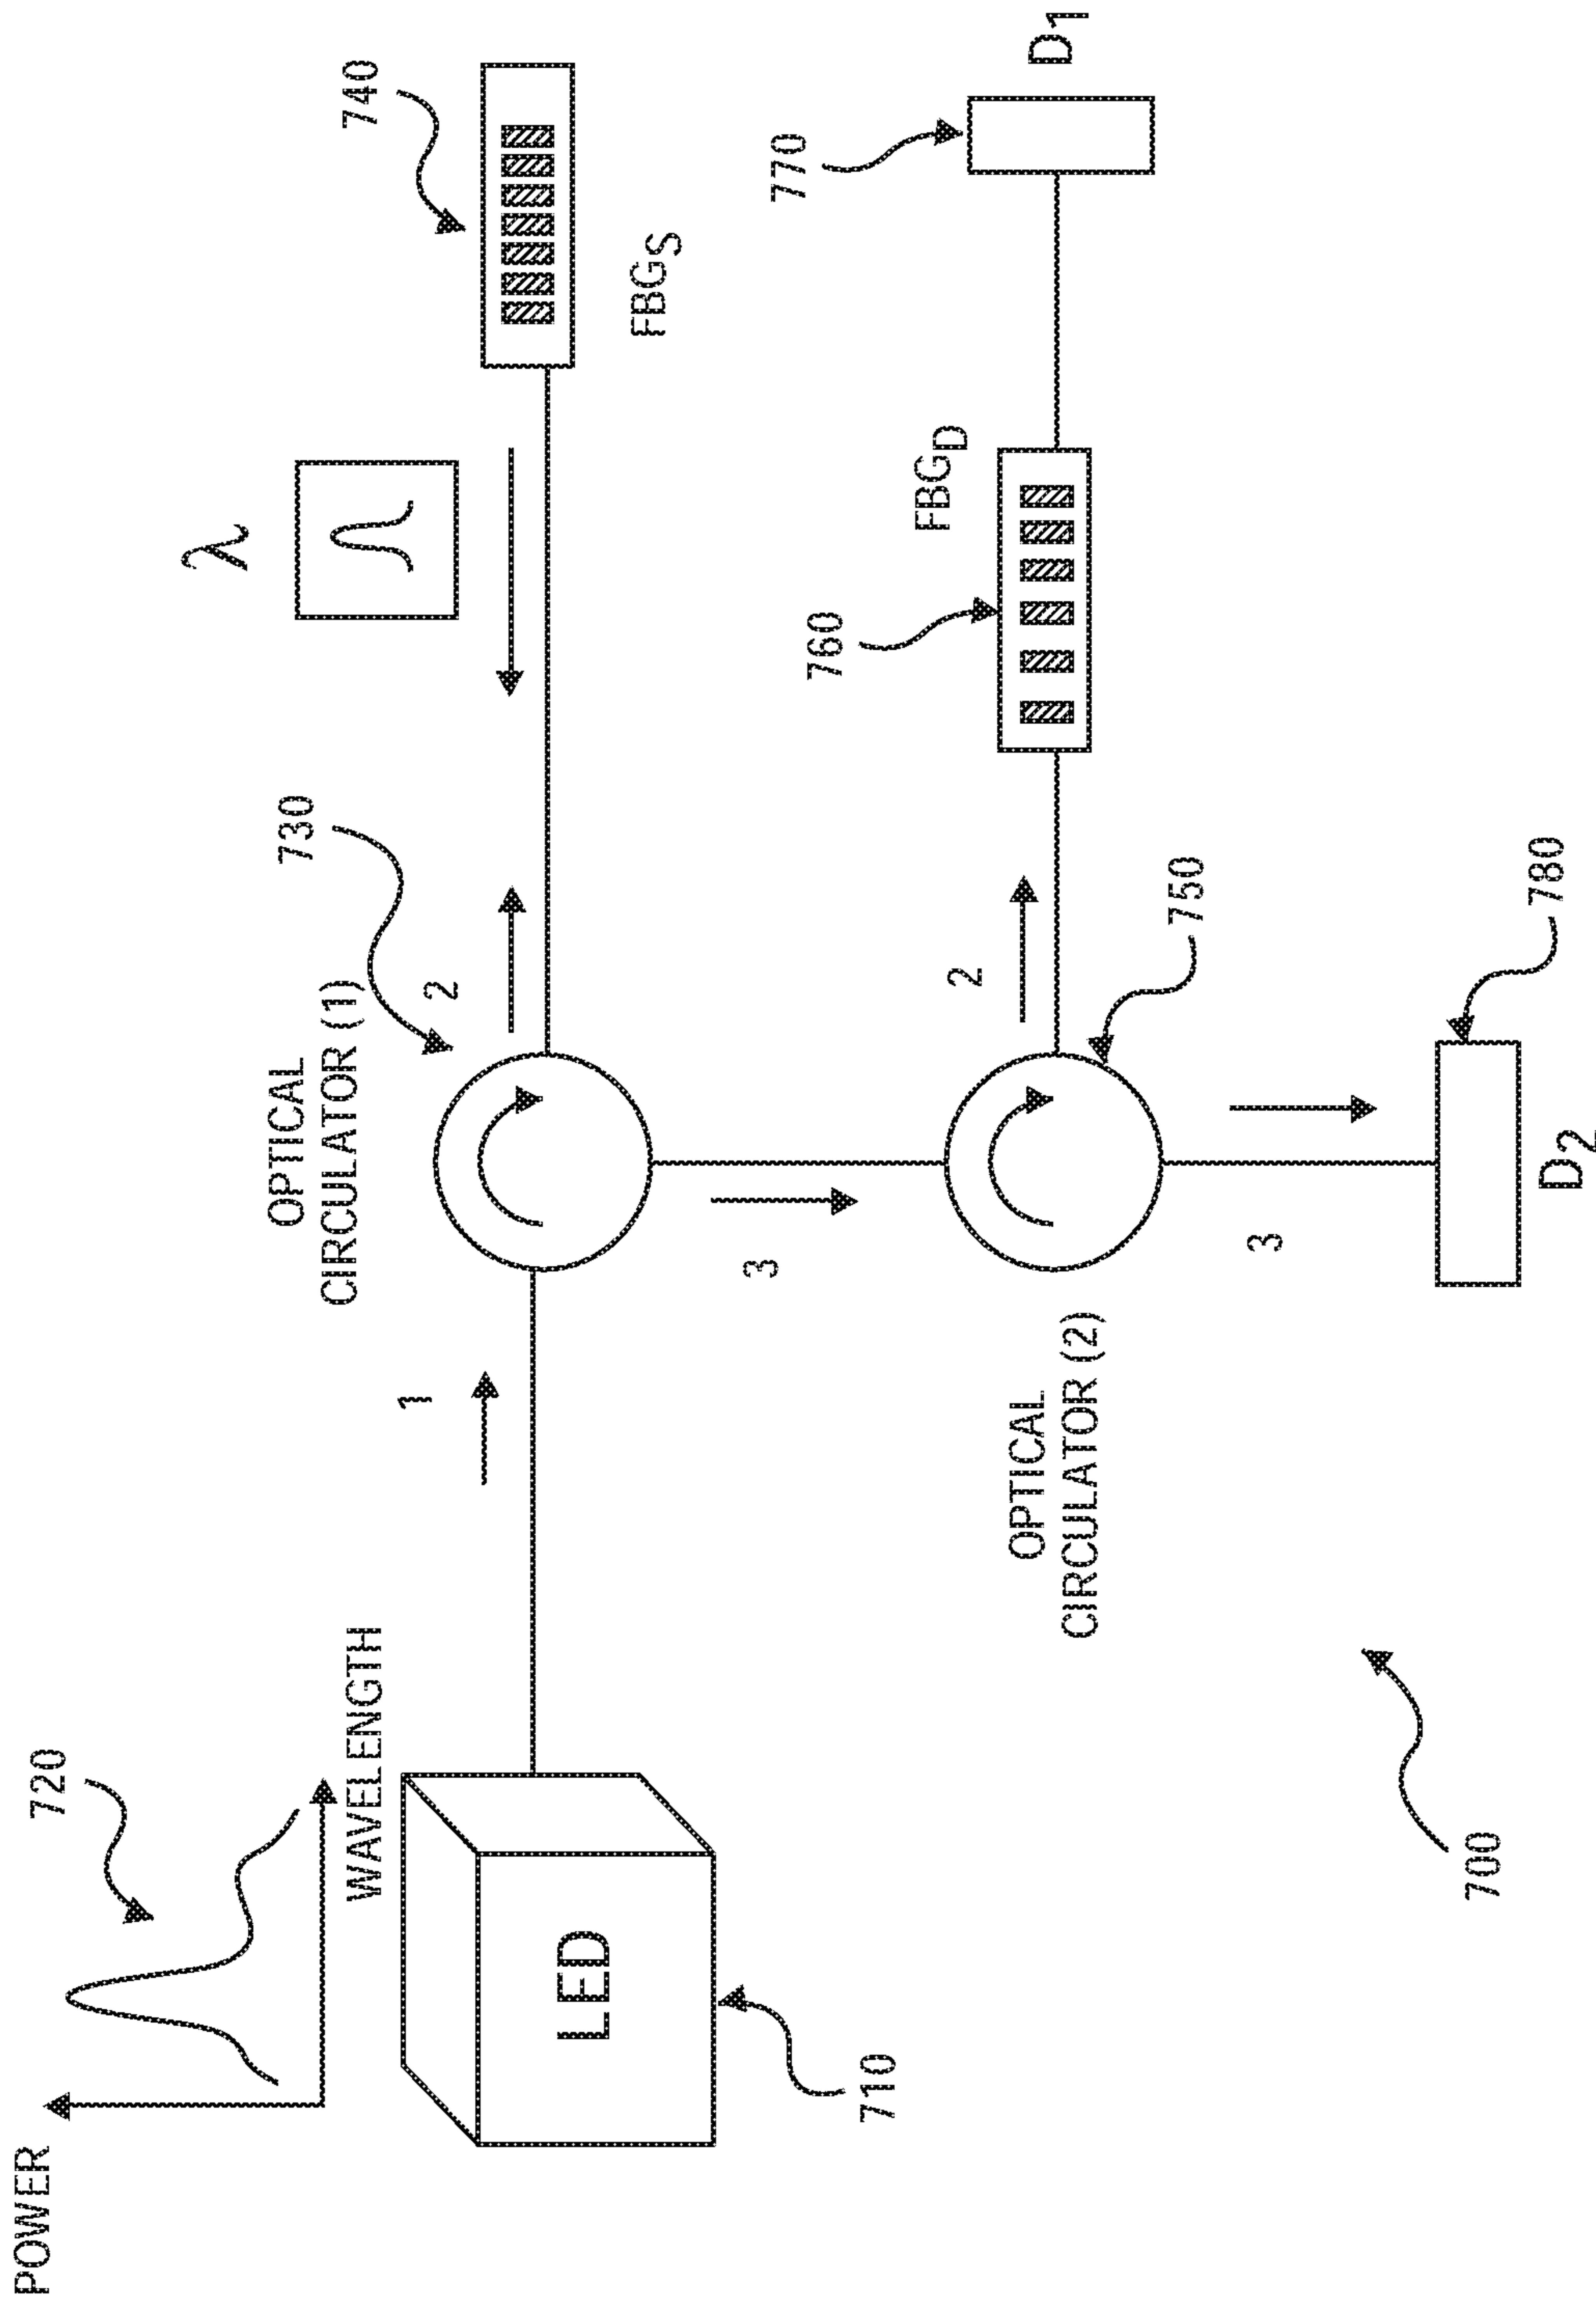 POWER
720
WAVELENGTH
LED
710
1
OPTICAL
CIRCULATOR (1)
730
2
λ
740
FBGS
3
OPTICAL
CIRCULATOR (2)
750
2
760
FBGD
770
D1
3
780
D2
700